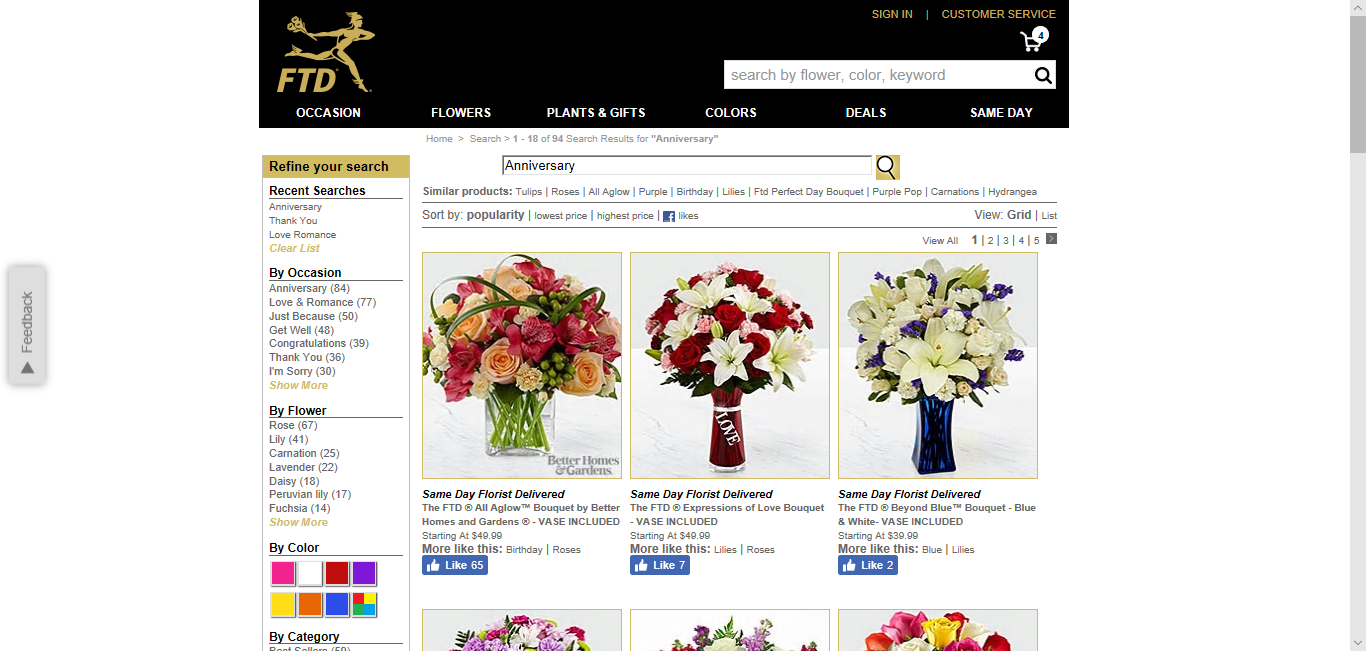 SIGN IN | CUSTOMER SERVICE
4
FTD
search by flower, color, keyword
OCCASION FLOWERS PLANTS & GIFTS COLORS DEALS SAME DAY
Home > Search > 1 - 18 of 94 Search Results for "Anniversary"
Feedback
Refine your search
Recent Searches
Anniversary
Thank You
Love Romance
Clear List
By Occasion
Anniversary (84)
Love & Romance (77)
Just Because (50)
Get Well (48)
Congratulations (39)
Thank You (36)
I'm Sorry (30)
Show More
By Flower
Rose (67)
Lily (41)
Carnation (25)
Lavender (22)
Daisy (18)
Peruvian lily (17)
Fuchsia (14)
Show More
By Color
By Category
Best Sellers (59)
Anniversary
Similar products: Tulips | Roses | All Aglow | Purple | Birthday | Lilies | Ftd Perfect Day Bouquet | Purple Pop | Carnations | Hydrangea
Sort by: popularity | lowest price | highest price | f likes
View: Grid | List
View All 1 | 2 | 3 | 4 | 5 >
Better Homes
& Gardens
Same Day Florist Delivered
The FTD ® All Aglow™ Bouquet by Better
Homes and Gardens ® - VASE INCLUDED
Starting At $49.99
More like this: Birthday | Roses
Like 65
LOVE
Same Day Florist Delivered
The FTD ® Expressions of Love Bouquet
- VASE INCLUDED
Starting At $49.99
More like this: Lilies | Roses
Like 7
Same Day Florist Delivered
The FTD ® Beyond Blue™ Bouquet - Blue
& White- VASE INCLUDED
Starting At $39.99
More like this: Blue | Lilies
Like 2